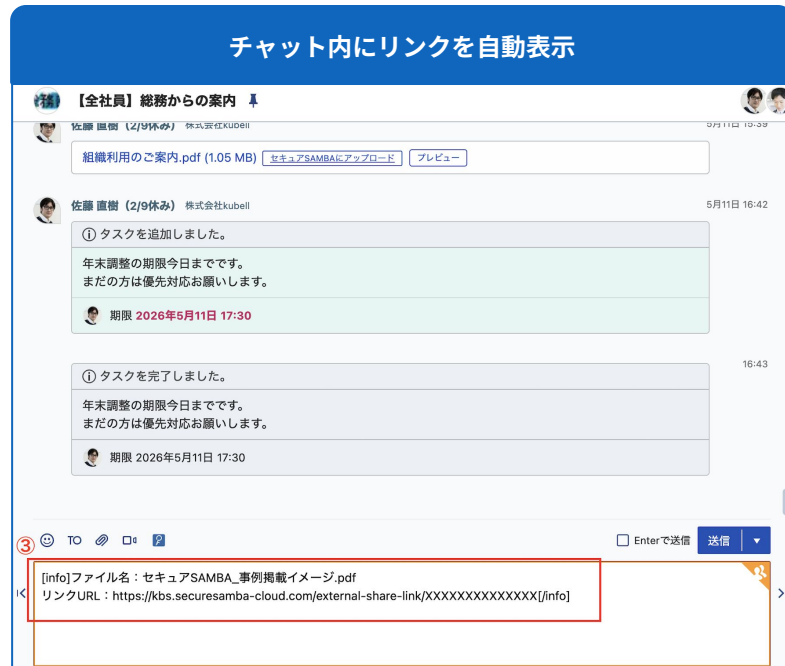 チャット内にリンクを自動表示
【全社員】総務からの案内
佐藤 直樹（2/9休み） 株式会社kubell 5月11日 15:39
組織利用のご案内.pdf (1.05 MB) セキュアSAMBAにアップロード プレビュー
佐藤 直樹（2/9休み） 株式会社kubell 5月11日 16:42
タスクを追加しました。
年末調整の期限今日までです。
まだの方は優先対応お願いします。
期限 2026年5月11日 17:30
16:43
タスクを完了しました。
年末調整の期限今日までです。
まだの方は優先対応お願いします。
期限 2026年5月11日 17:30
③ TO Enterで送信 送信
[info]ファイル名：セキュアSAMBA_事例掲載イメージ.pdf
リンクURL：https://kbs.securesamba-cloud.com/external-share-link/XXXXXXXXXXXXXX[/info]